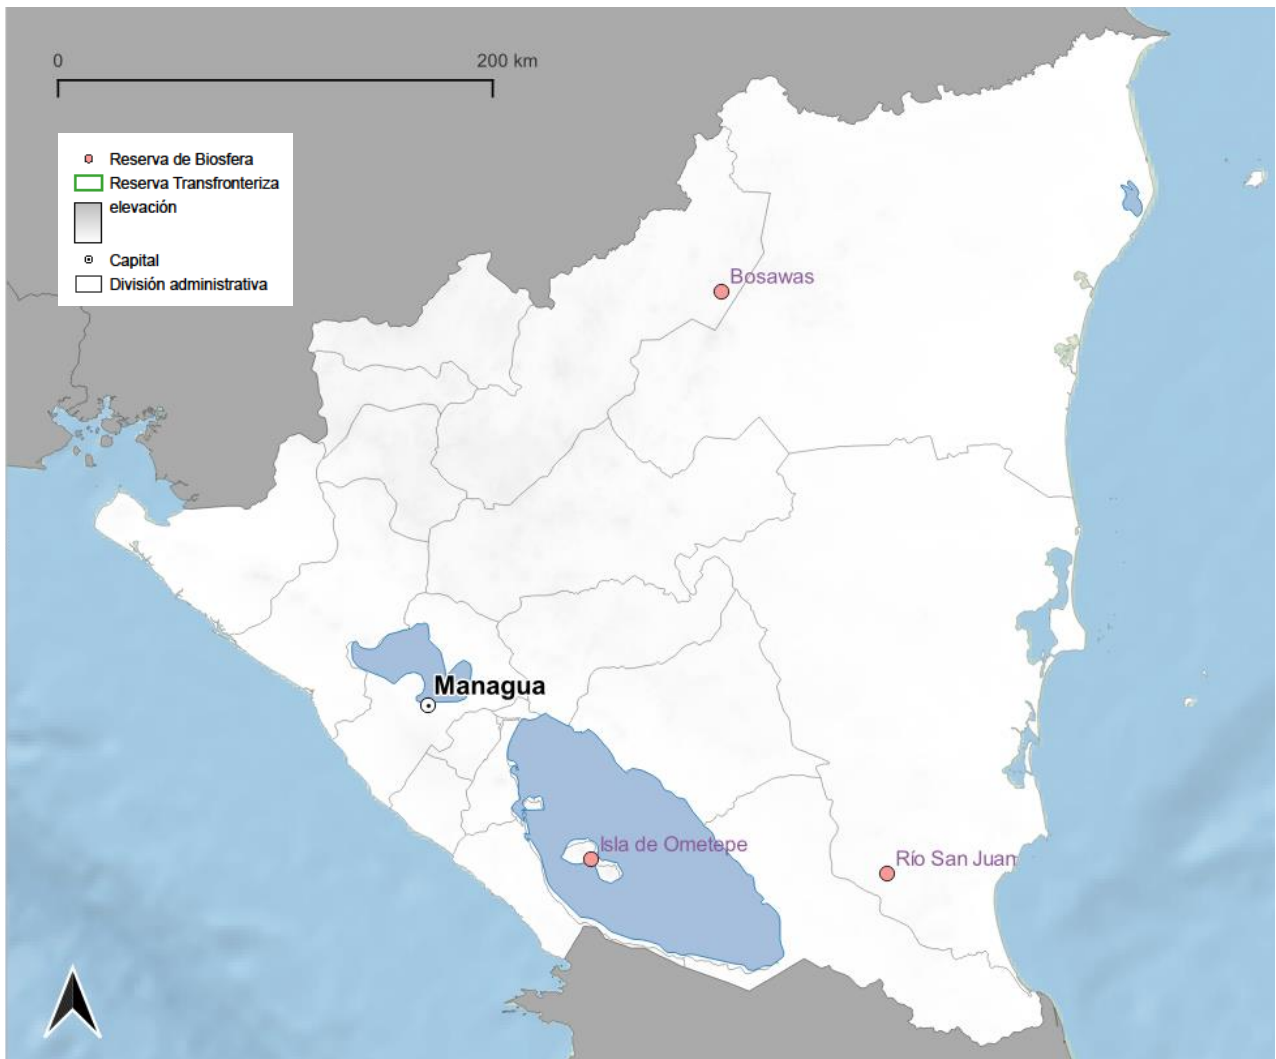 0 200 km
Reserva de Biosfera
Reserva Transfronteriza
elevación
Capital
División administrativa
Bosawas
Managua
Isla de Ometepe
Río San Juan